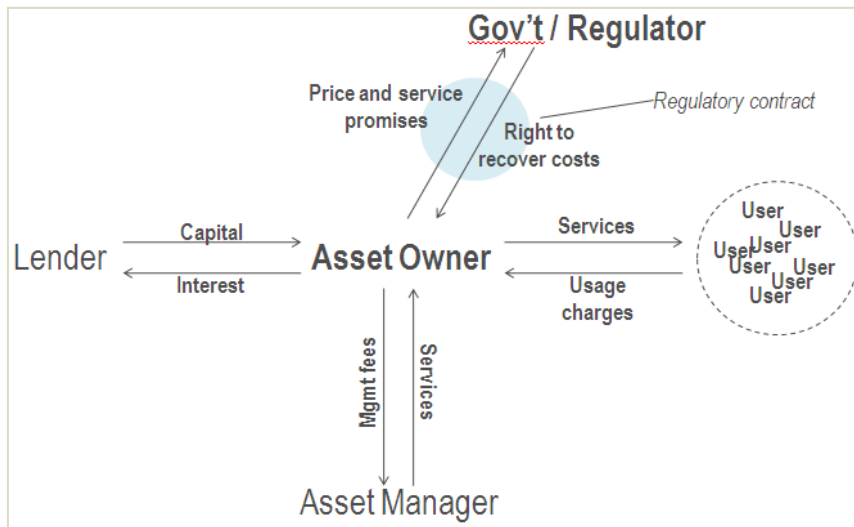 Gov't / Regulator
Price and service
promises
Regulatory contract
Right to
recover costs
Lender
Capital
Interest
Asset Owner
Services
Usage
charges
User
User
User
User
User
User
User
User
Mgmt fees
Services
Asset Manager